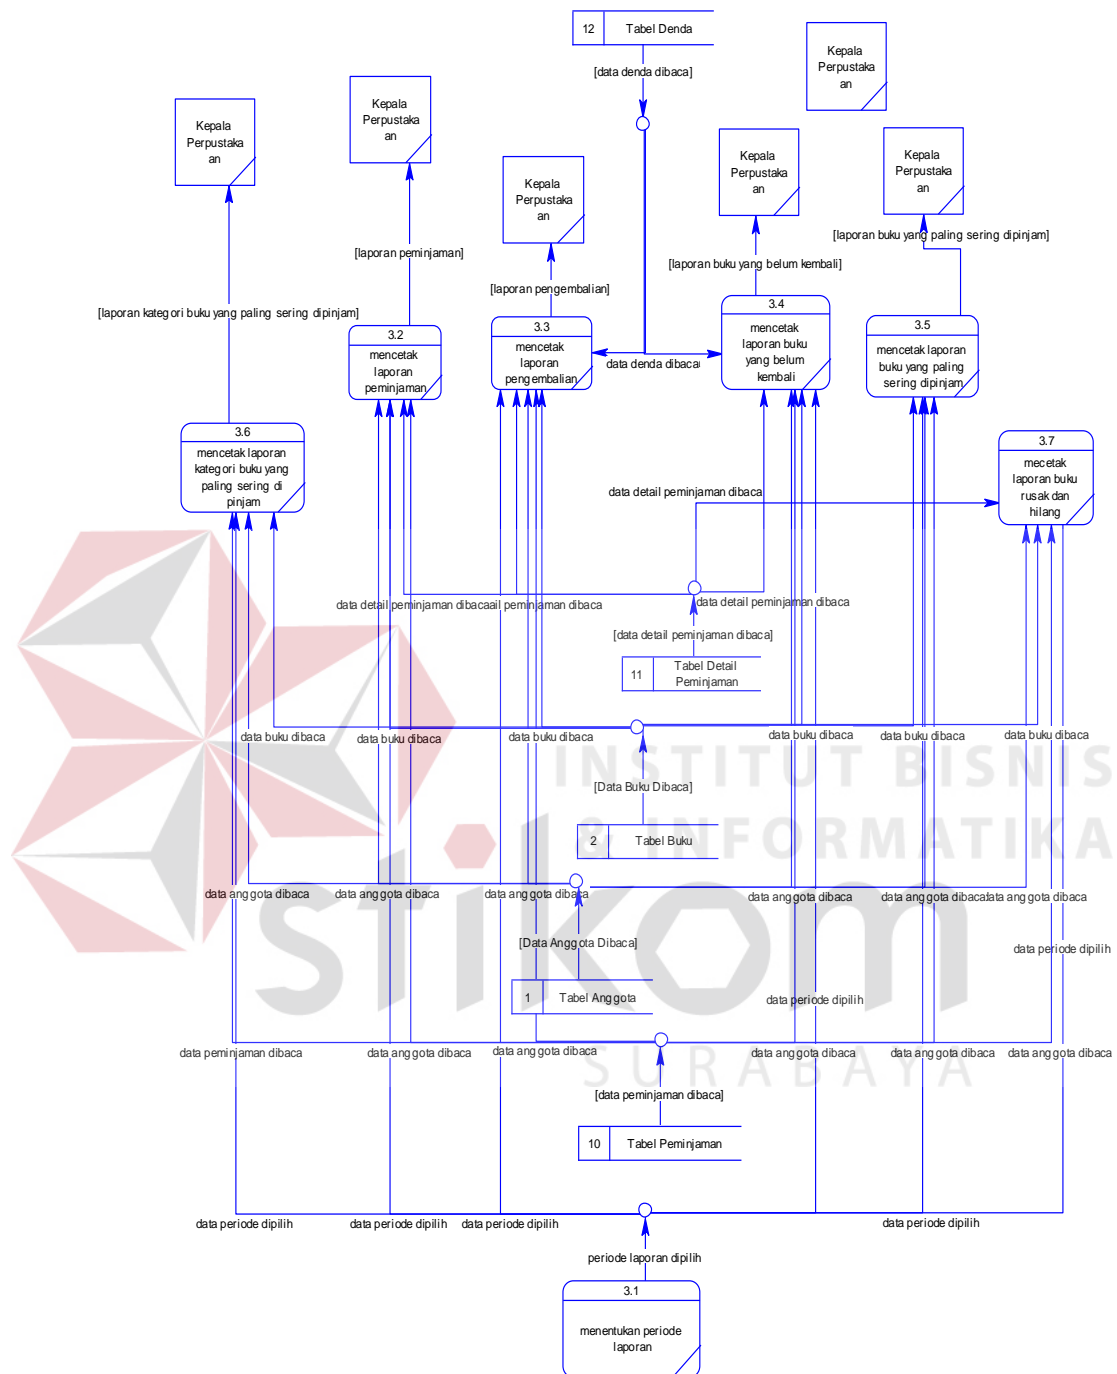 12
Tabel Denda
[data denda dibaca]
Kepala
Perpustaka
an
Kepala
Perpustaka
an
Kepala
Perpustaka
an
Kepala
Perpustaka
an
Kepala
Perpustaka
an
Kepala
Perpustaka
an
[laporan buku yang paling sering dipinjam]
[laporan peminjaman]
[laporan buku yang belum kembali]
[laporan pengembalian]
[laporan kategori buku yang paling sering dipinjam]
3.2
mencetak
laporan
peminjaman
3.3
mencetak
laporan
pengembalian
data denda dibaca
3.4
mencetak
laporan buku
yang belum
kembali
3.5
mencetak laporan
buku yang paling
sering dipinjam
3.6
mencetak laporan
kategori buku yang
paling sering di
pinjam
3.7
mecetak
laporan buku
rusak dan
hilang
data detail peminjaman dibaca
data detail peminjaman dibaca
ail peminjaman dibaca
data detail peminjaman dibaca
[data detail peminjaman dibaca]
11
Tabel Detail
Peminjaman
data buku dibaca
data buku dibaca
data buku dibaca
data buku dibaca
data buku dibaca
data buku dibaca
INSTITUT BISNIS
[Data Buku Dibaca]
2
Tabel Buku
& INFORMATIKA
data anggota dibaca
data anggota dibaca
data anggota dibaca
data anggota dibaca
data anggota dibaca
data anggota dibaca
stikom
[Data Anggota Dibaca]
data periode dipilih
1
Tabel Anggota
data periode dipilih
data peminjaman dibaca
data anggota dibaca
data anggota dibaca
data anggota dibaca
data anggota dibaca
data anggota dibaca
SURABAYA
[data peminjaman dibaca]
10
Tabel Peminjaman
data periode dipilih
data periode dipilih
data periode dipilih
data periode dipilih
periode laporan dipilih
3.1
menentukan periode
laporan